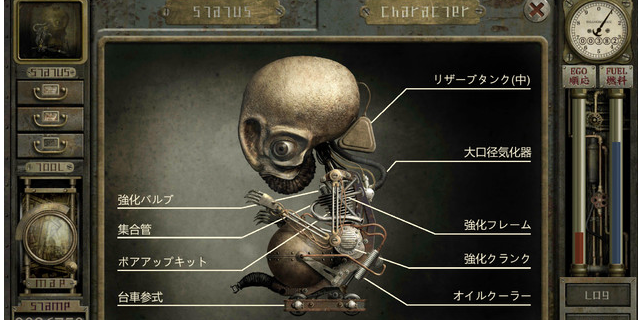 status
character
status
TOOL
map
stamp
EGO
順応
FUEL
燃料
LOG
リザーブタンク(中)
大口径気化器
強化バルブ
集合管
ボアアップキット
台車参式
強化フレーム
強化クランク
オイルクーラー